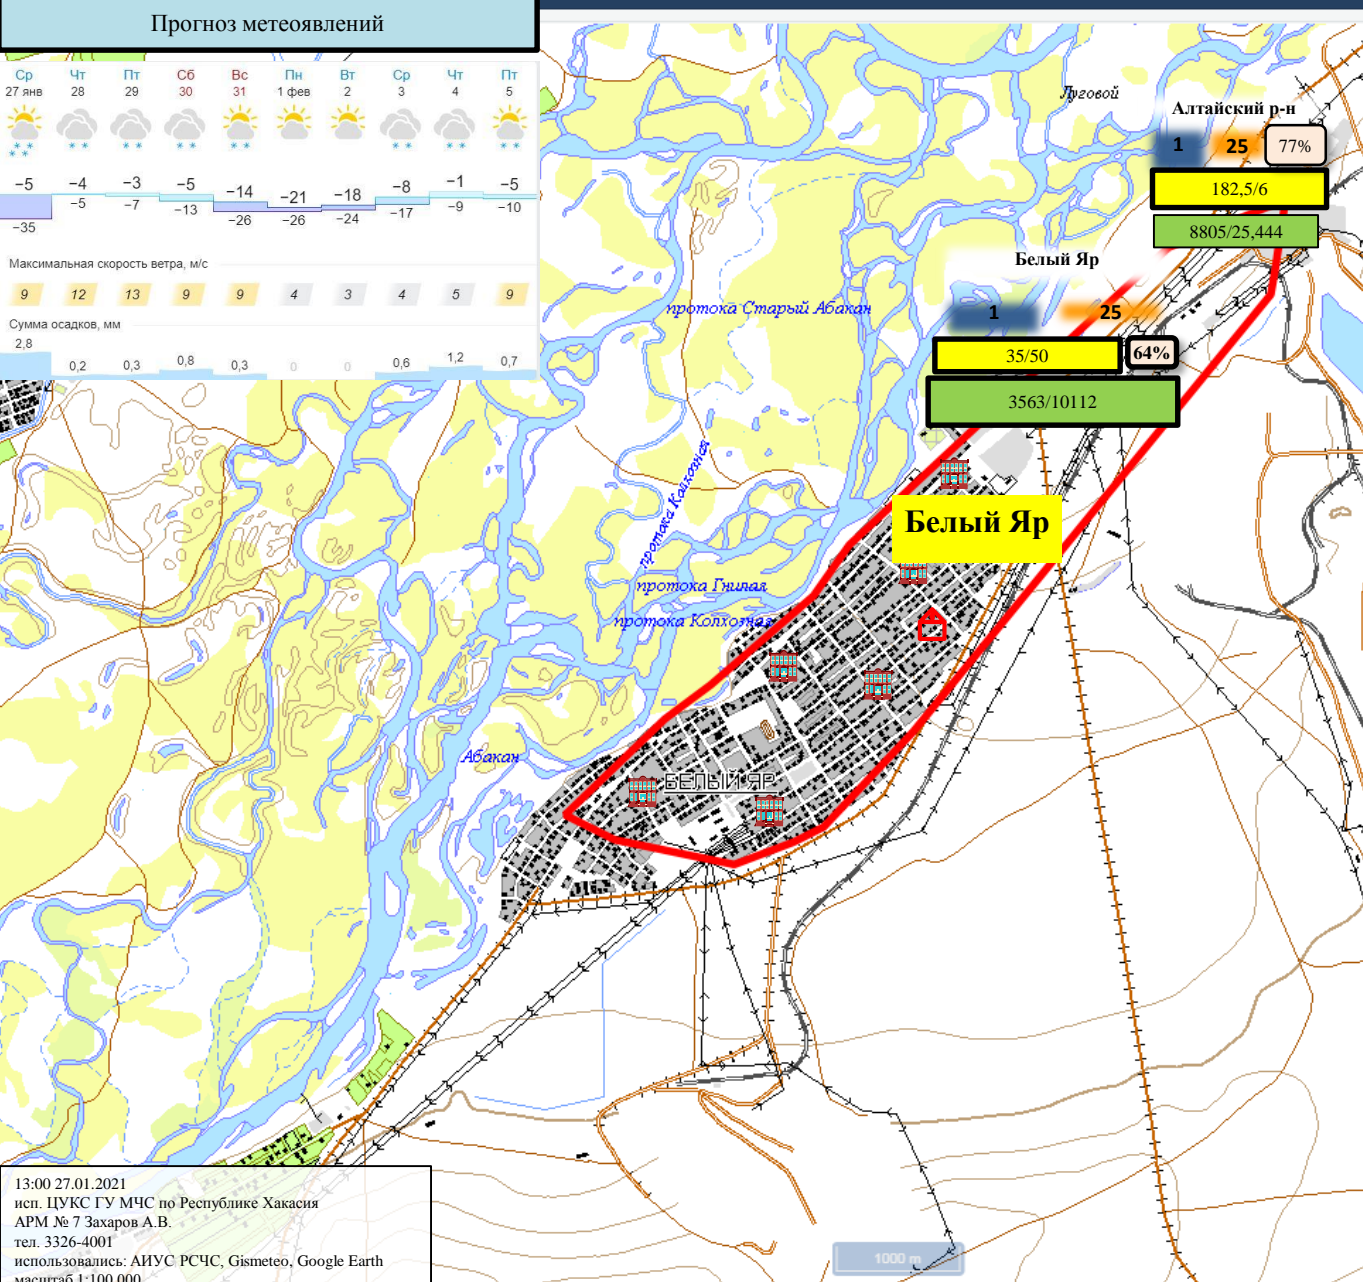 Прогноз метеоявлений
Ср Чт Пт Сб Вс Пн Вт Ср Чт Пт
27 янв 28 29 30 31 1 фев 2 3 4 5
−5 −4 −3 −5 −14 −21 −18 −8 −1 −5
−35 −5 −7 −13 −26 −26 −24 −17 −9 −10
Максимальная скорость ветра, м/с
9 12 13 9 9 4 3 4 5 9
Сумма осадков, мм
2,8 0,2 0,3 0,8 0,3 0 0 0,6 1,2 0,7
Луговой
Алтайский р-н
1 25 77%
182,5/6
8805/25,444
Белый Яр
1 25
35/50 64%
3563/10112
протока Старый Абакан
протока Колхозная
Белый Яр
протока Гнилая
протока Колхозная
Абакан
БЕЛЫЙ ЯР
13:00 27.01.2021
исп. ЦУКС ГУ МЧС по Республике Хакасия
АРМ № 7 Захаров А.В.
тел. 3326-4001
использовались: АИУС РСЧС, Gismeteo, Google Earth
масштаб 1:100 000
1000 m